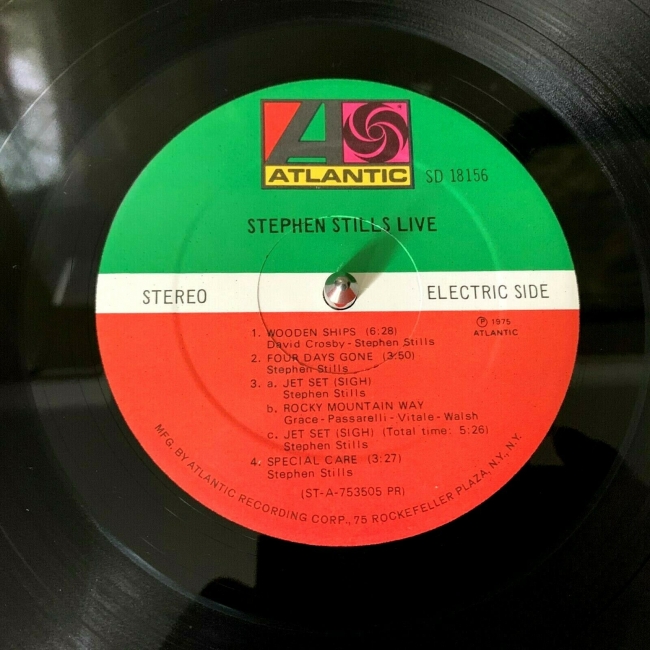 ATLANTIC
SD 18156
STEPHEN STILLS LIVE
STEREO
ELECTRIC SIDE
℗ 1975
ATLANTIC
1. WOODEN SHIPS (6:28)
David Crosby - Stephen Stills
2. FOUR DAYS GONE (3:50)
Stephen Stills
3. a. JET SET (SIGH)
Stephen Stills
b. ROCKY MOUNTAIN WAY
Grace - Passarelli - Vitale - Walsh
c. JET SET (SIGH) (Total time: 5:26)
Stephen Stills
4. SPECIAL CARE (3:27)
Stephen Stills
(ST-A-753505 PR)
MFG. BY ATLANTIC RECORDING CORP., 75 ROCKEFELLER PLAZA, N.Y., N.Y.